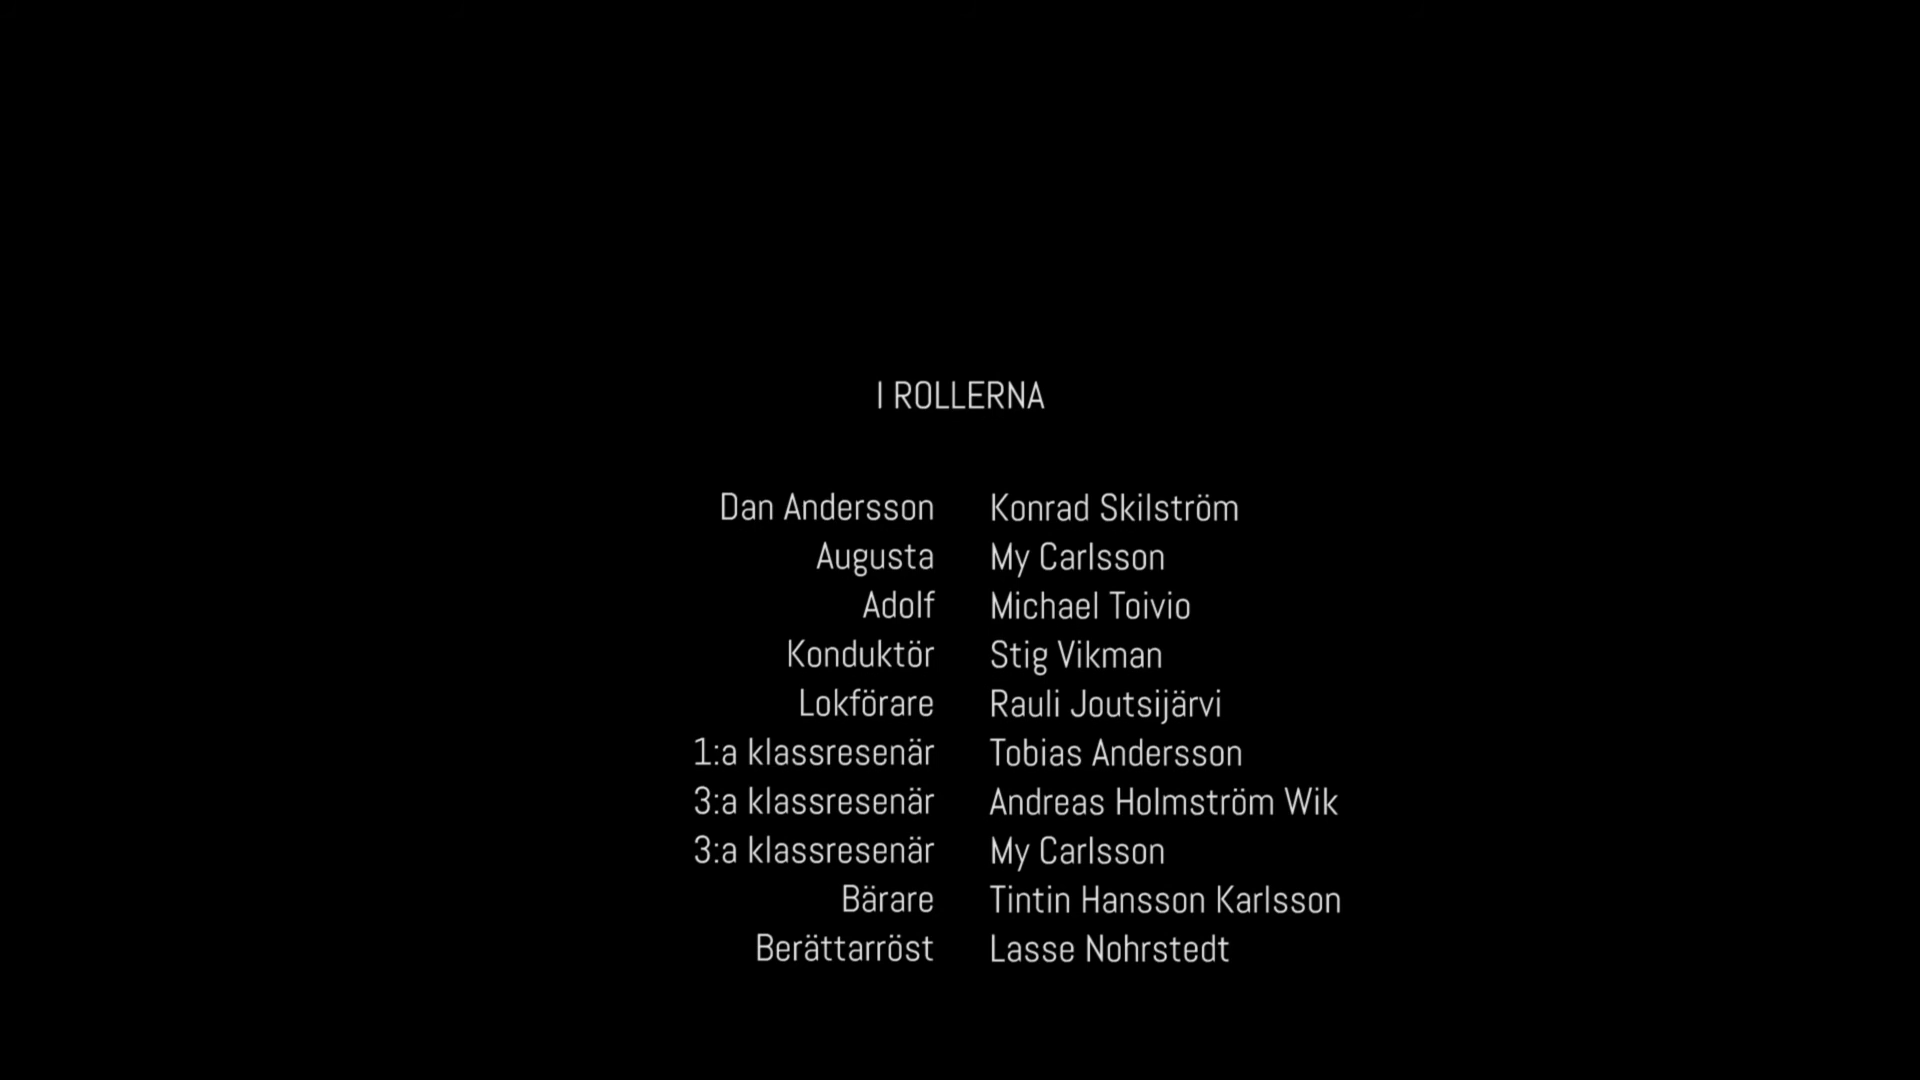 I ROLLERNA
Dan Andersson Konrad Skilström
Augusta My Carlsson
Adolf Michael Toivio
Konduktör Stig Vikman
Lokförare Rauli Joutsijärvi
1:a klassresenär Tobias Andersson
3:a klassresenär Andreas Holmström Wik
3:a klassresenär My Carlsson
Bärare Tintin Hansson Karlsson
Berättarröst Lasse Nohrstedt